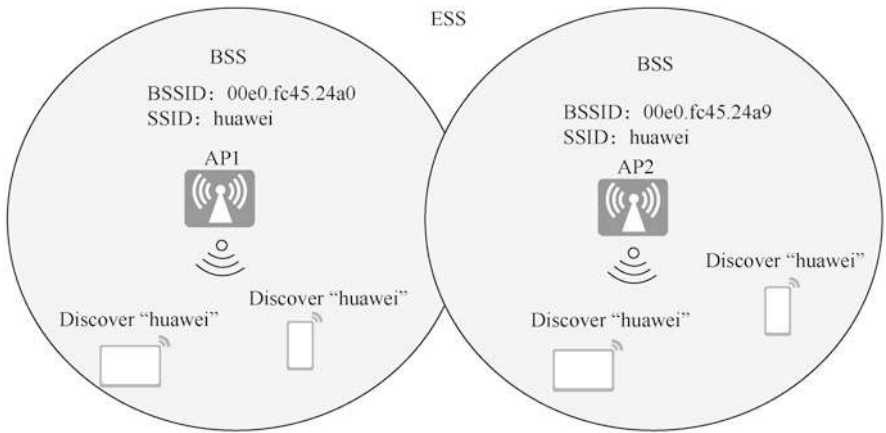 ESS
BSS
BSSID：00e0.fc45.24a0
SSID：huawei
AP1
Discover “huawei”
Discover “huawei”
BSS
BSSID：00e0.fc45.24a9
SSID：huawei
AP2
Discover “huawei”
Discover “huawei”